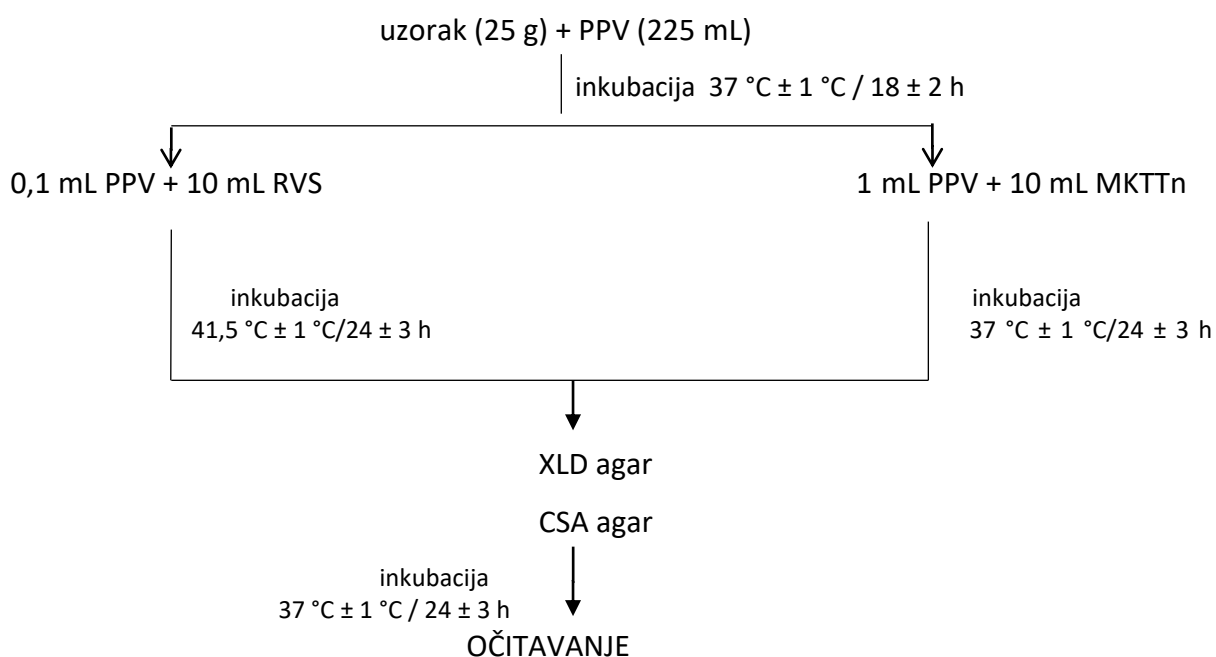 uzorak (25 g) + PPV (225 mL)
inkubacija 37 °C ± 1 °C / 18 ± 2 h
0,1 mL PPV + 10 mL RVS
1 mL PPV + 10 mL MKTTn
inkubacija
41,5 °C ± 1 °C/24 ± 3 h
inkubacija
37 °C ± 1 °C/24 ± 3 h
XLD agar
CSA agar
inkubacija
37 °C ± 1 °C / 24 ± 3 h
OČITAVANJE